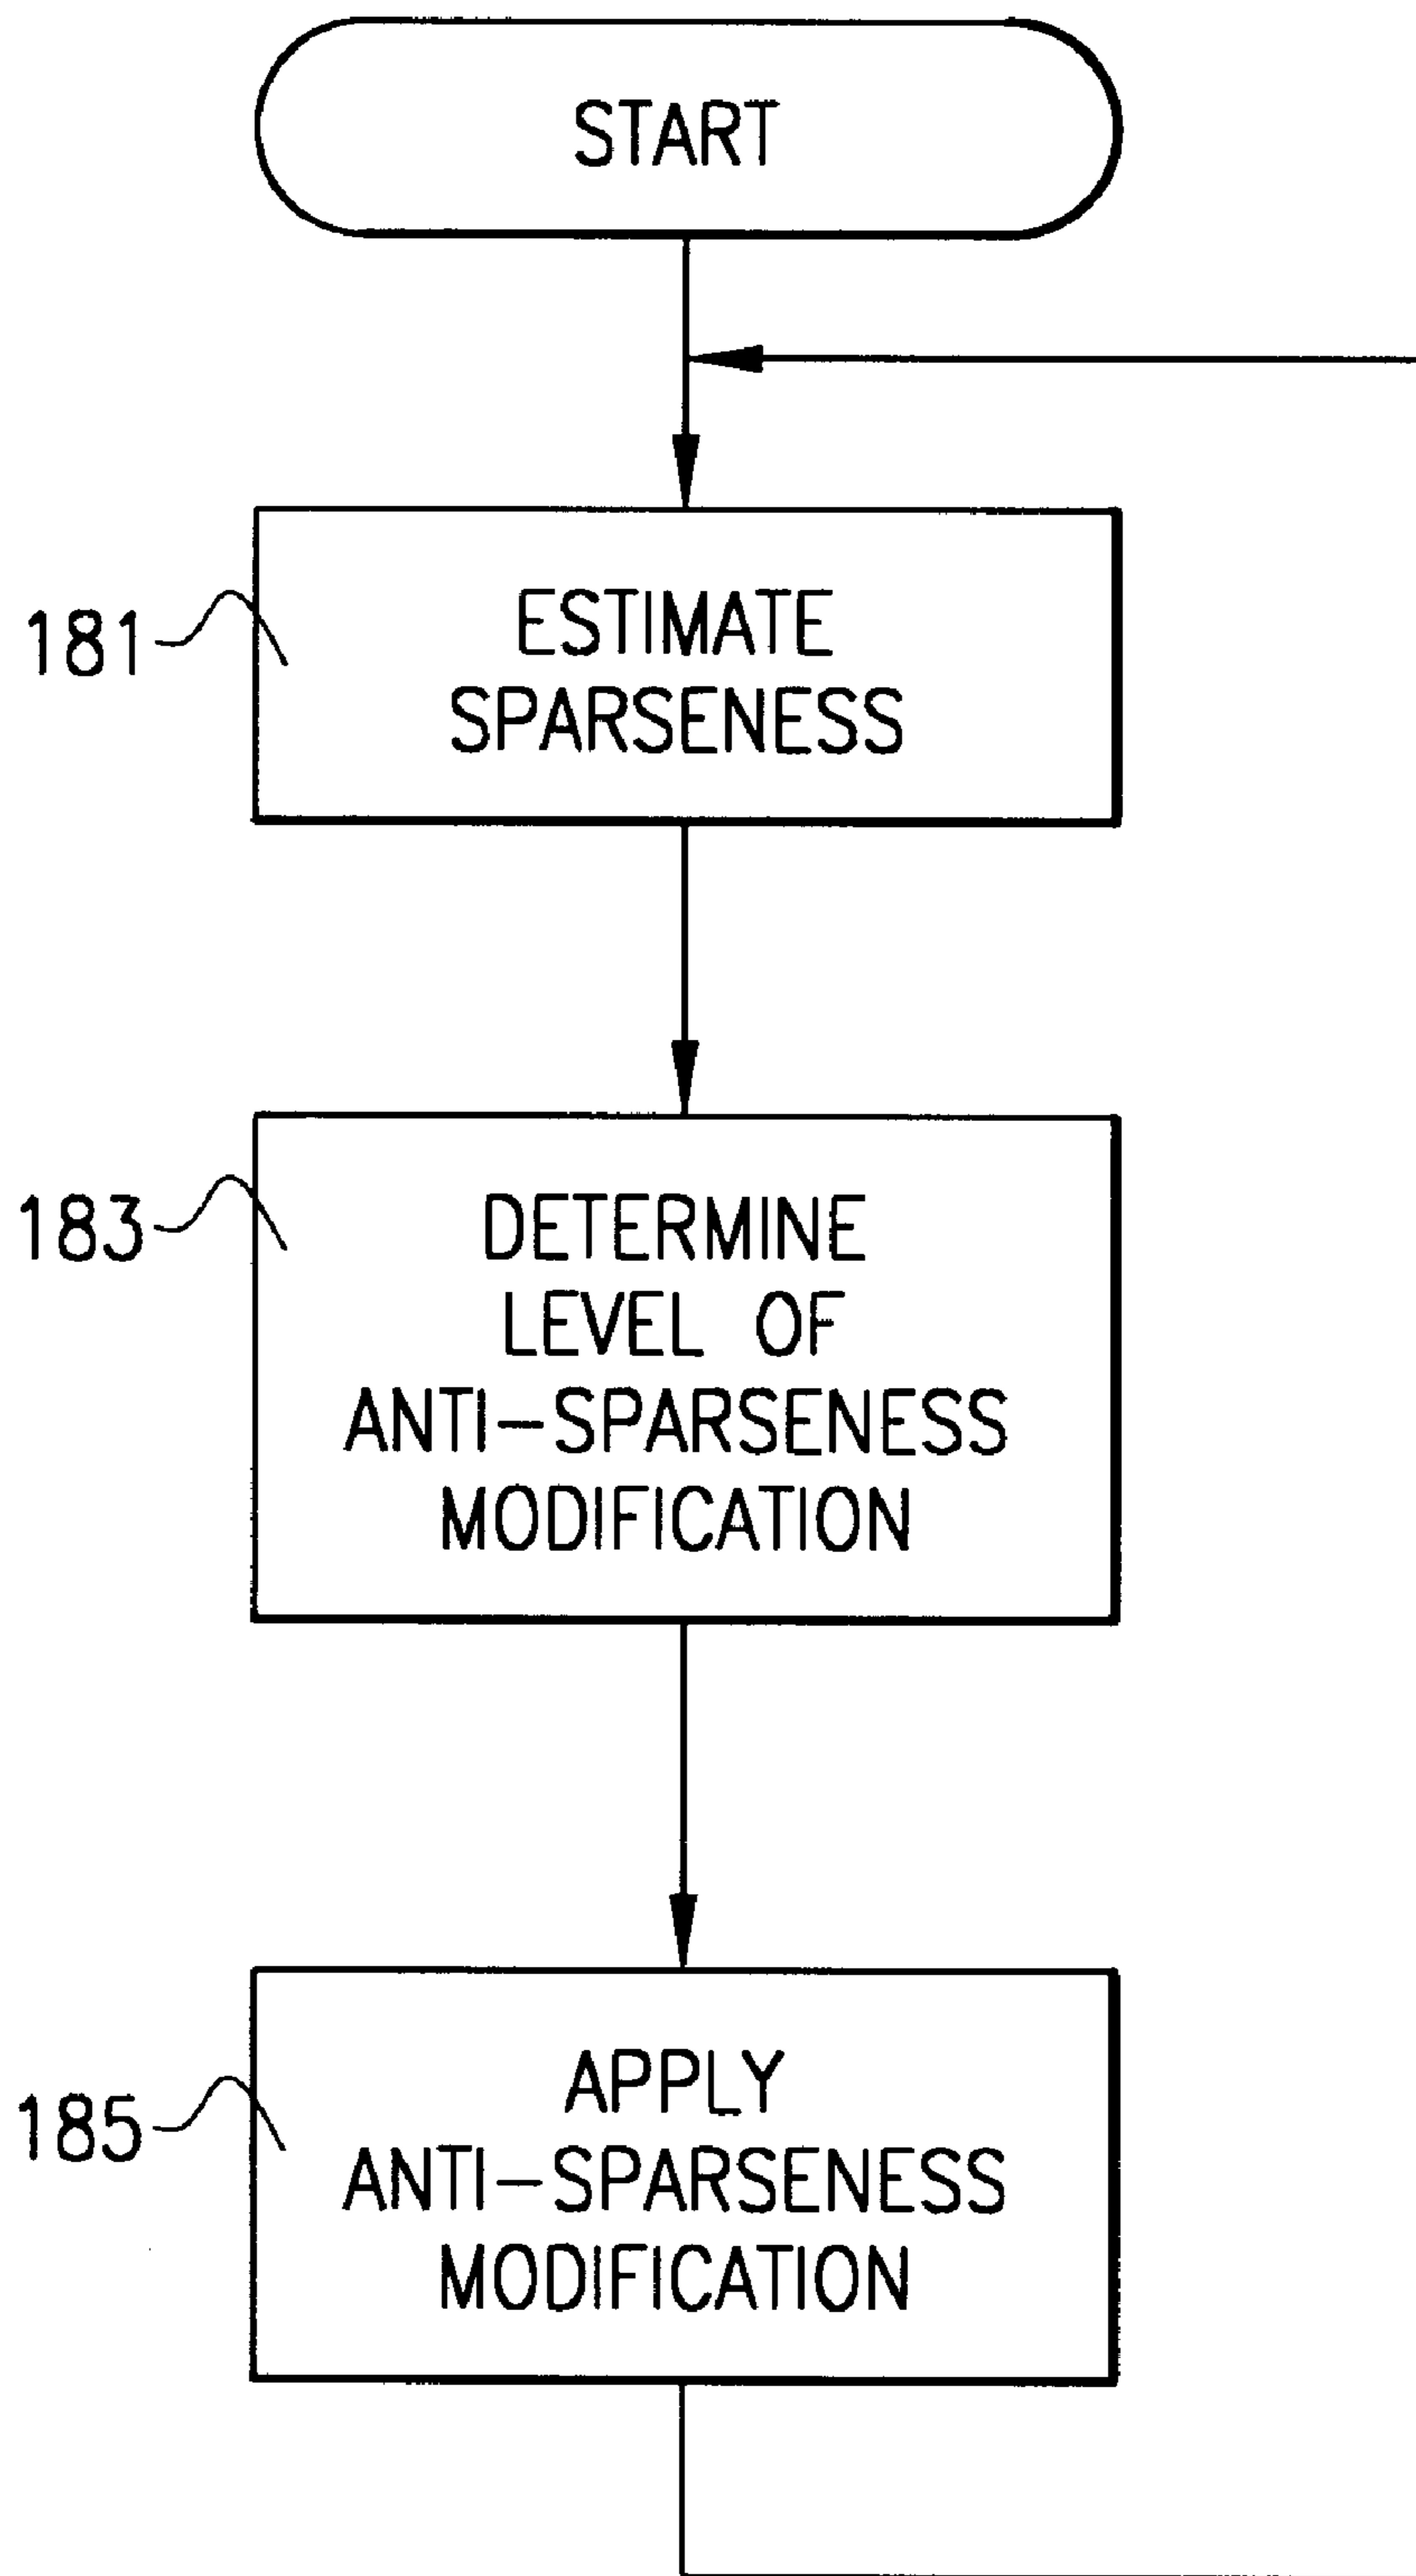 START
181
ESTIMATE
SPARSENESS
183
DETERMINE
LEVEL OF
ANTI-SPARSENESS
MODIFICATION
185
APPLY
ANTI-SPARSENESS
MODIFICATION